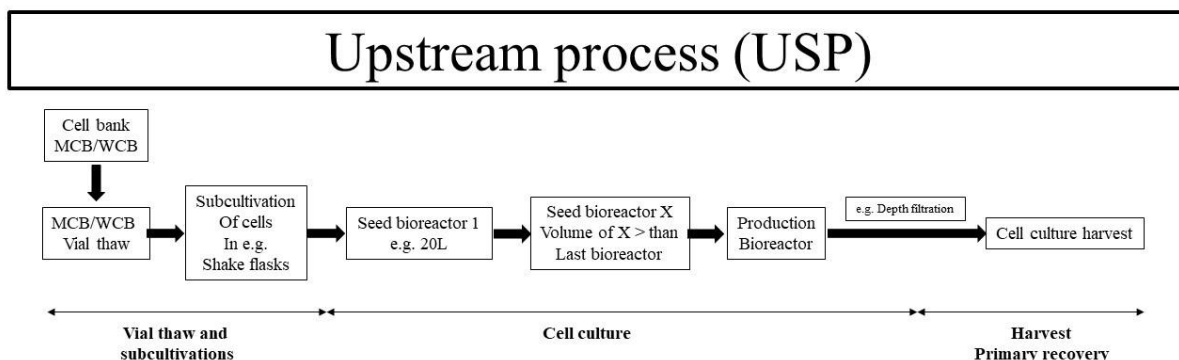 Upstream process (USP)
Cell bank
MCB/WCB
MCB/WCB
Vial thaw
Subcultivation
Of cells
In e.g.
Shake flasks
Seed bioreactor 1
e.g. 20L
Seed bioreactor X
Volume of X > than
Last bioreactor
Production
Bioreactor
e.g. Depth filtration
Cell culture harvest
Vial thaw and
subcultivations
Cell culture
Harvest
Primary recovery